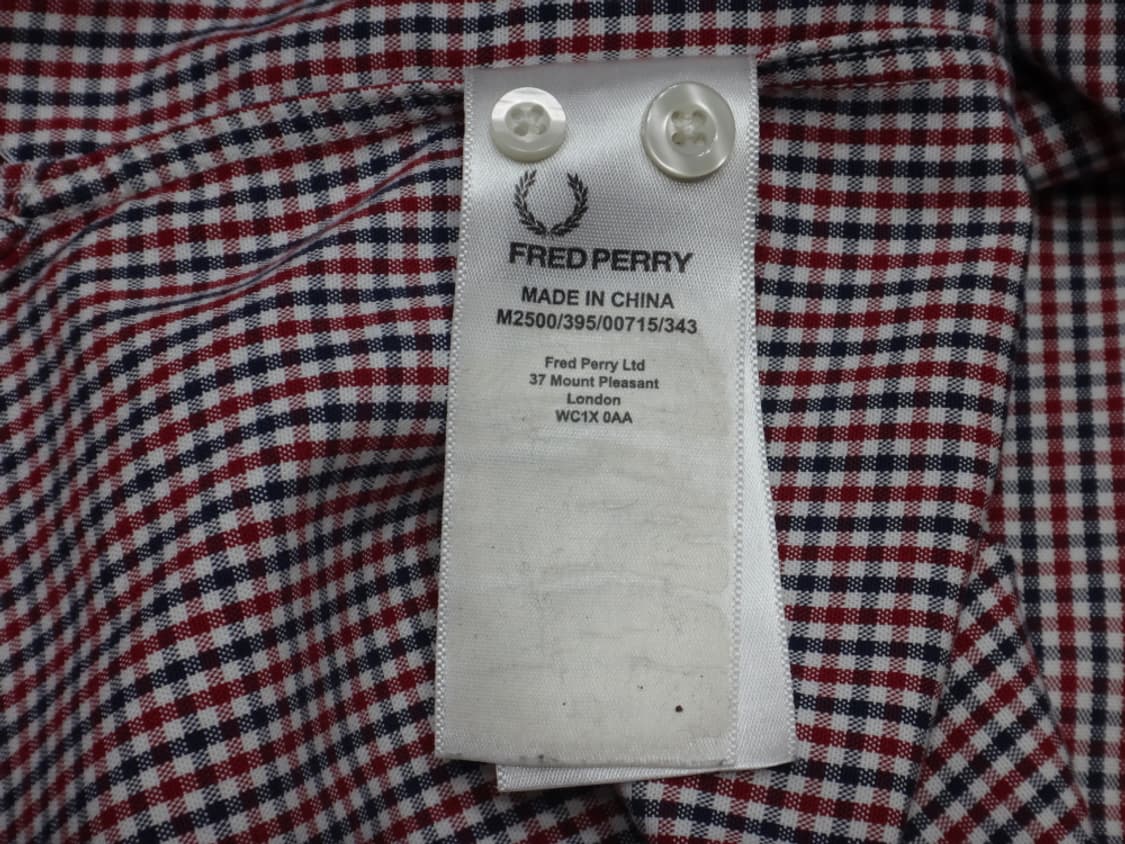 FRED PERRY
MADE IN CHINA
M2500/395/00715/343
Fred Perry Ltd
37 Mount Pleasant
London
WC1X 0AA